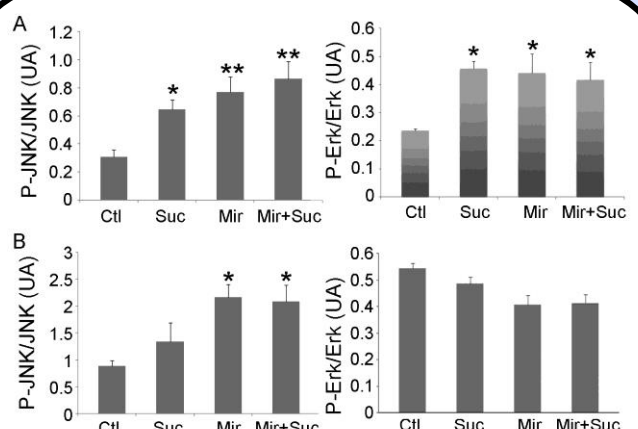 A
P-JNK/JNK (UA)
1.2
1
0.8
0.6
0.4
0.2
0
*
**
**
Ctl
Suc
Mir
Mir+Suc
P-Erk/Erk (UA)
0.6
0.5
0.4
0.3
0.2
0.1
0
*
*
*
Ctl
Suc
Mir
Mir+Suc
B
P-JNK/JNK (UA)
3
2.5
2
1.5
1
0.5
0
*
*
Ctl
Suc
Mir
Mir+Suc
P-Erk/Erk (UA)
0.6
0.5
0.4
0.3
0.2
0.1
0
Ctl
Suc
Mir
Mir+Suc